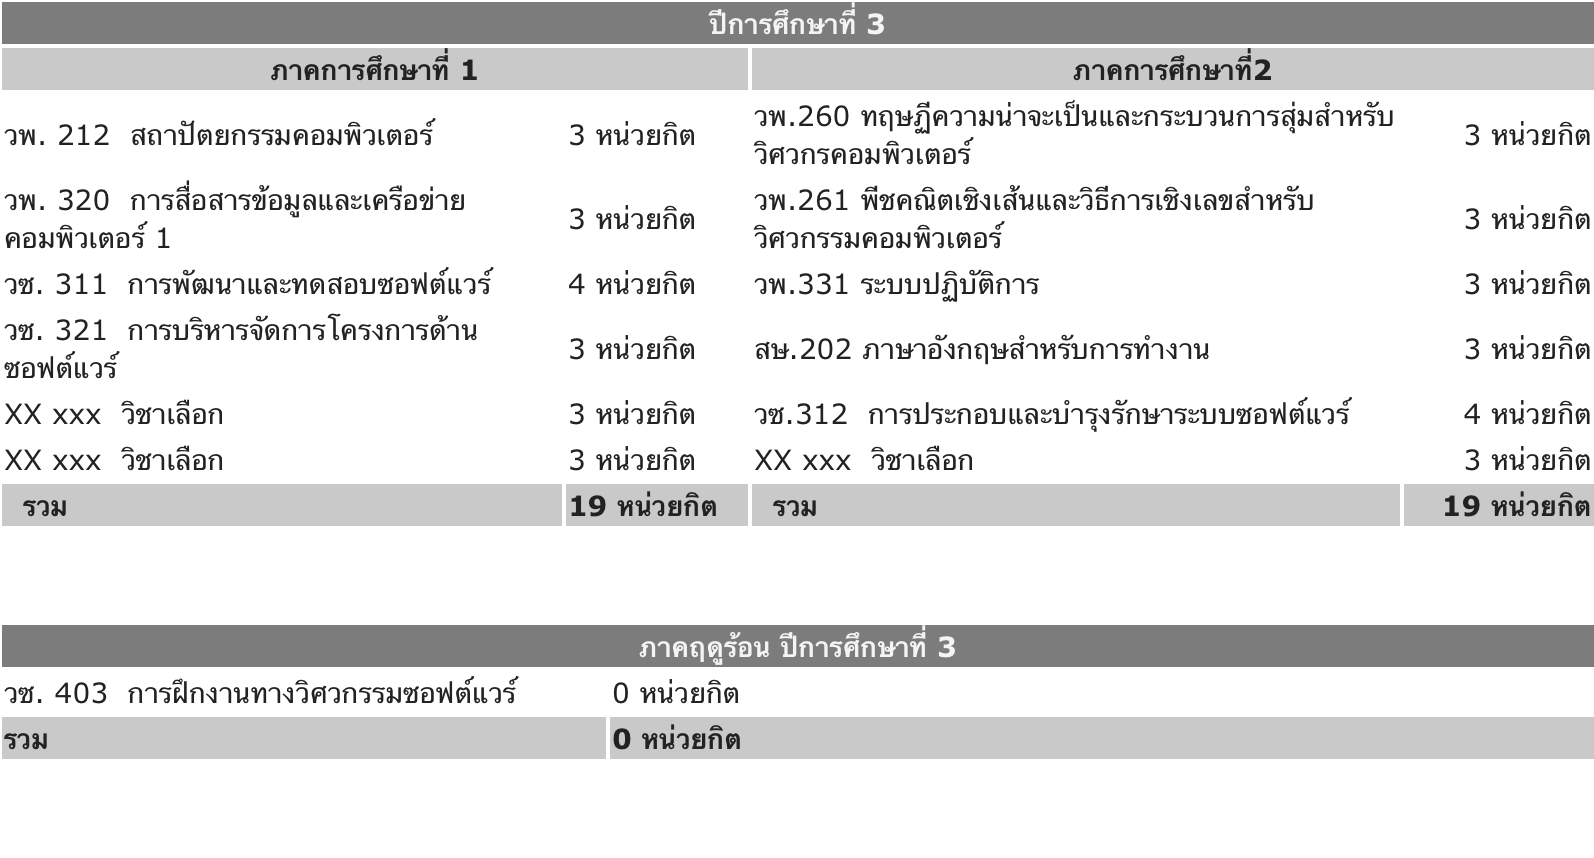 ปีการศึกษาที่ 3
ภาคการศึกษาที่ 1 ภาคการศึกษาที่2
วพ. 212 สถาปัตยกรรมคอมพิวเตอร์ 3 หน่วยกิต
วพ.260 ทฤษฎีความน่าจะเป็นและกระบวนการสุ่มสำหรับ
วิศวกรคอมพิวเตอร์ 3 หน่วยกิต
วพ. 320 การสื่อสารข้อมูลและเครือข่าย
คอมพิวเตอร์ 1 3 หน่วยกิต
วพ.261 พีชคณิตเชิงเส้นและวิธีการเชิงเลขสำหรับ
วิศวกรรมคอมพิวเตอร์ 3 หน่วยกิต
วซ. 311 การพัฒนาและทดสอบซอฟต์แวร์ 4 หน่วยกิต
วพ.331 ระบบปฏิบัติการ 3 หน่วยกิต
วซ. 321 การบริหารจัดการโครงการด้าน
ซอฟต์แวร์ 3 หน่วยกิต
สษ.202 ภาษาอังกฤษสำหรับการทำงาน 3 หน่วยกิต
XX xxx วิชาเลือก 3 หน่วยกิต
วซ.312 การประกอบและบำรุงรักษาระบบซอฟต์แวร์ 4 หน่วยกิต
XX xxx วิชาเลือก 3 หน่วยกิต
XX xxx วิชาเลือก 3 หน่วยกิต
รวม 19 หน่วยกิต
รวม 19 หน่วยกิต
ภาคฤดูร้อน ปีการศึกษาที่ 3
วซ. 403 การฝึกงานทางวิศวกรรมซอฟต์แวร์ 0 หน่วยกิต
รวม 0 หน่วยกิต